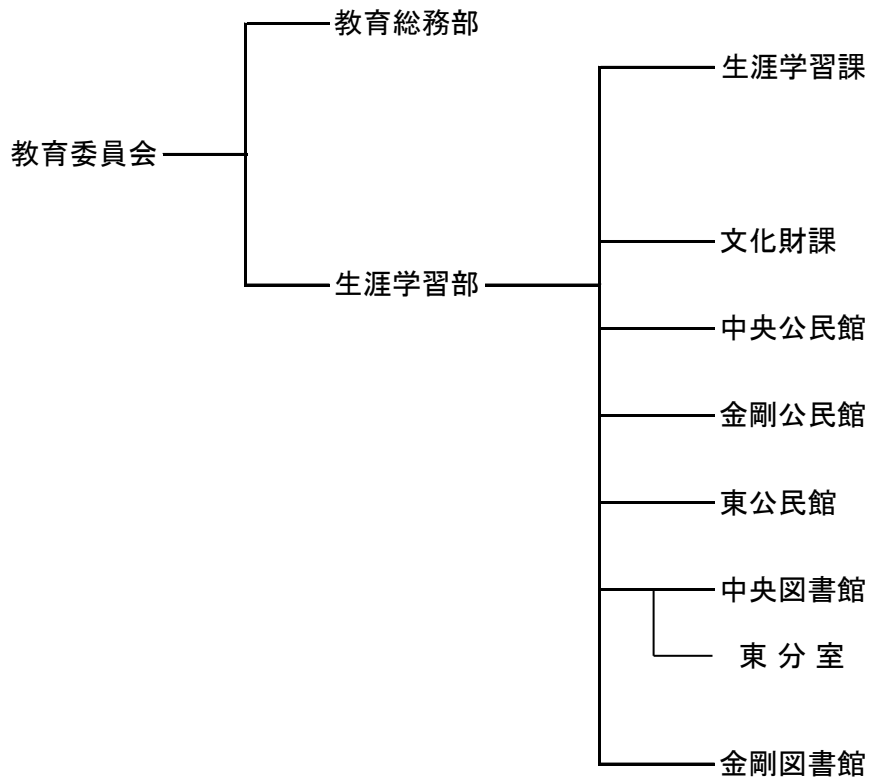 教育総務部
生涯学習課
教育委員会
文化財課
生涯学習部
中央公民館
金剛公民館
東公民館
中央図書館
東 分 室
金剛図書館